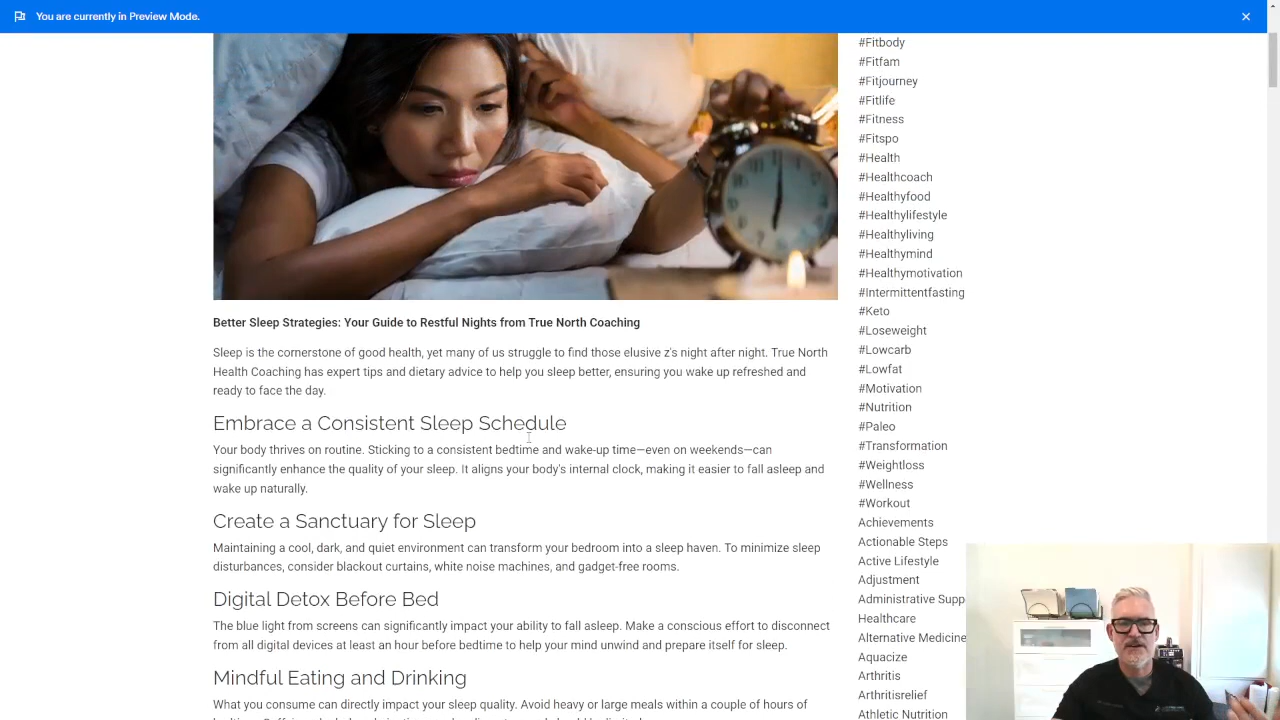 You are currently in Preview Mode.
Better Sleep Strategies: Your Guide to Restful Nights from True North Coaching
Sleep is the cornerstone of good health, yet many of us struggle to find those elusive z's night after night. True North
Health Coaching has expert tips and dietary advice to help you sleep better, ensuring you wake up refreshed and
ready to face the day.
Embrace a Consistent Sleep Schedule
Your body thrives on routine. Sticking to a consistent bedtime and wake-up time—even on weekends—can
significantly enhance the quality of your sleep. It aligns your body's internal clock, making it easier to fall asleep and
wake up naturally.
Create a Sanctuary for Sleep
Maintaining a cool, dark, and quiet environment can transform your bedroom into a sleep haven. To minimize sleep
disturbances, consider blackout curtains, white noise machines, and gadget-free rooms.
Digital Detox Before Bed
The blue light from screens can significantly impact your ability to fall asleep. Make a conscious effort to disconnect
from all digital devices at least an hour before bedtime to help your mind unwind and prepare itself for sleep.
Mindful Eating and Drinking
What you consume can directly impact your sleep quality. Avoid heavy or large meals within a couple of hours of
#Fitbody
#Fitfam
#Fitjourney
#Fitlife
#Fitness
#Fitspo
#Health
#Healthcoach
#Healthyfood
#Healthylifestyle
#Healthyliving
#Healthymind
#Healthymotivation
#Intermittentfasting
#Keto
#Loseweight
#Lowcarb
#Lowfat
#Motivation
#Nutrition
#Paleo
#Transformation
#Weightloss
#Wellness
#Workout
Achievements
Actionable Steps
Active Lifestyle
Adjustment
Administrative Supp
Healthcare
Alternative Medicine
Aquacize
Arthritis
Arthritisrelief
Athletic Nutrition